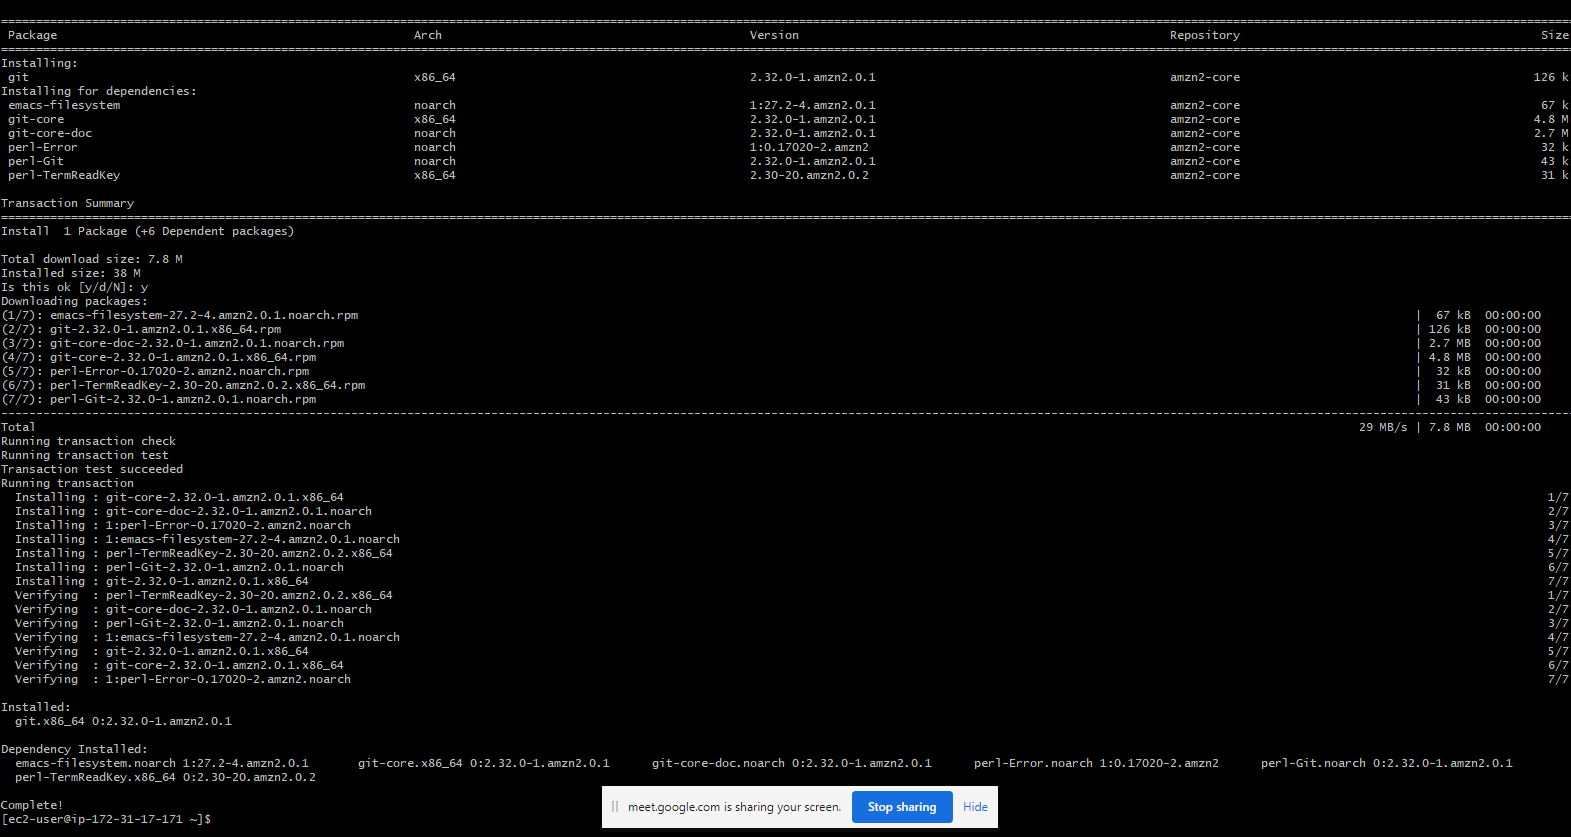 Package Arch Version Repository Size
Installing:
git x86_64 2.32.0-1.amzn2.0.1 amzn2-core 126 k
Installing for dependencies:
emacs-filesystem noarch 1:27.2-4.amzn2.0.1 amzn2-core 67 k
git-core x86_64 2.32.0-1.amzn2.0.1 amzn2-core 4.8 M
git-core-doc noarch 2.32.0-1.amzn2.0.1 amzn2-core 2.7 M
perl-Error noarch 1:0.17020-2.amzn2 amzn2-core 32 k
perl-Git noarch 2.32.0-1.amzn2.0.1 amzn2-core 43 k
perl-TermReadKey x86_64 2.30-20.amzn2.0.2 amzn2-core 31 k
Transaction Summary
Install 1 Package (+6 Dependent packages)
Total download size: 7.8 M
Installed size: 38 M
Is this ok [y/d/N]: y
Downloading packages:
(1/7): emacs-filesystem-27.2-4.amzn2.0.1.noarch.rpm | 67 kB 00:00:00
(2/7): git-2.32.0-1.amzn2.0.1.x86_64.rpm | 126 kB 00:00:00
(3/7): git-core-doc-2.32.0-1.amzn2.0.1.noarch.rpm | 2.7 MB 00:00:00
(4/7): git-core-2.32.0-1.amzn2.0.1.x86_64.rpm | 4.8 MB 00:00:00
(5/7): perl-Error-0.17020-2.amzn2.noarch.rpm | 32 kB 00:00:00
(6/7): perl-TermReadKey-2.30-20.amzn2.0.2.x86_64.rpm | 31 kB 00:00:00
(7/7): perl-Git-2.32.0-1.amzn2.0.1.noarch.rpm | 43 kB 00:00:00
Total 29 MB/s | 7.8 MB 00:00:00
Running transaction check
Running transaction test
Transaction test succeeded
Running transaction
Installing : git-core-2.32.0-1.amzn2.0.1.x86_64 1/7
Installing : git-core-doc-2.32.0-1.amzn2.0.1.noarch 2/7
Installing : 1:perl-Error-0.17020-2.amzn2.noarch 3/7
Installing : 1:emacs-filesystem-27.2-4.amzn2.0.1.noarch 4/7
Installing : perl-TermReadKey-2.30-20.amzn2.0.2.x86_64 5/7
Installing : perl-Git-2.32.0-1.amzn2.0.1.noarch 6/7
Installing : git-2.32.0-1.amzn2.0.1.x86_64 7/7
Verifying : perl-TermReadKey-2.30-20.amzn2.0.2.x86_64 1/7
Verifying : git-core-doc-2.32.0-1.amzn2.0.1.noarch 2/7
Verifying : perl-Git-2.32.0-1.amzn2.0.1.noarch 3/7
Verifying : 1:emacs-filesystem-27.2-4.amzn2.0.1.noarch 4/7
Verifying : git-2.32.0-1.amzn2.0.1.x86_64 5/7
Verifying : git-core-2.32.0-1.amzn2.0.1.x86_64 6/7
Verifying : 1:perl-Error-0.17020-2.amzn2.noarch 7/7
Installed:
git.x86_64 0:2.32.0-1.amzn2.0.1
Dependency Installed:
emacs-filesystem.noarch 1:27.2-4.amzn2.0.1 git-core.x86_64 0:2.32.0-1.amzn2.0.1 git-core-doc.noarch 0:2.32.0-1.amzn2.0.1 perl-Error.noarch 1:0.17020-2.amzn2 perl-Git.noarch 0:2.32.0-1.amzn2.0.1
perl-TermReadKey.x86_64 0:2.30-20.amzn2.0.2
Complete!
[ec2-user@ip-172-31-17-171 ~]$
meet.google.com is sharing your screen. Stop sharing Hide